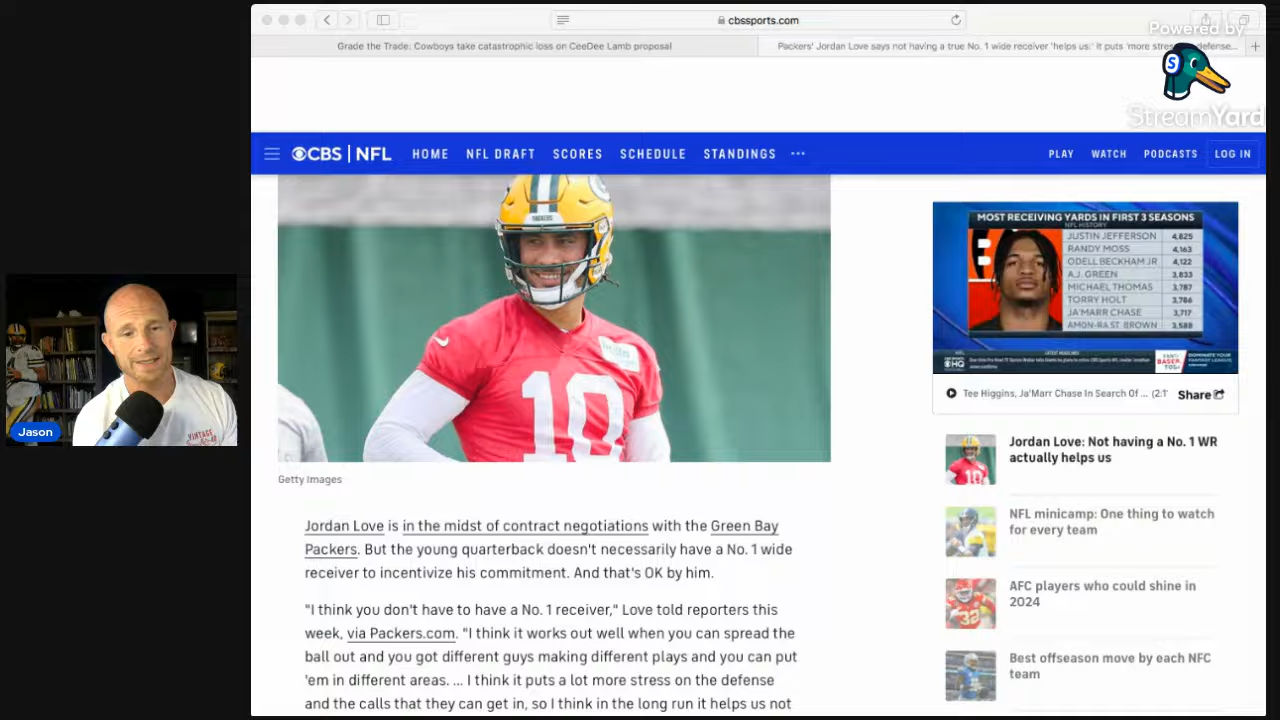 cbssports.com
Powered by
StreamYard
Grade the Trade: Cowboys take catastrophic loss on CeeDee Lamb proposal
Packers' Jordan Love says not having a true No. 1 wide receiver 'helps us:' It puts 'more stress defense...
CBS | NFL HOME NFL DRAFT SCORES SCHEDULE STANDINGS ••• PLAY WATCH PODCASTS LOG IN
PACKERS
10
MOST RECEIVING YARDS IN FIRST 3 SEASONS
NFL HISTORY
JUSTIN JEFFERSON 4,825
RANDY MOSS 4,163
ODELL BECKHAM JR 4,122
A.J. GREEN 3,833
MICHAEL THOMAS 3,787
TORRY HOLT 3,786
JA'MARR CHASE 3,717
AMON-RA ST. BROWN 3,588
LATEST HEADLINES
HQ
DOMINATE YOUR
Tee Higgins, Ja'Marr Chase In Search Of ... (2:1 Share
Jason
Getty Images
Jordan Love is in the midst of contract negotiations with the Green Bay
Packers. But the young quarterback doesn't necessarily have a No. 1 wide
receiver to incentivize his commitment. And that's OK by him.
"I think you don't have to have a No. 1 receiver," Love told reporters this
week, via Packers.com. "I think it works out well when you can spread the
ball out and you got different guys making different plays and you can put
'em in different areas. ... I think it puts a lot more stress on the defense
and the calls that they can get in, so I think in the long run it helps us not
Jordan Love: Not having a No. 1 WR
actually helps us
NFL minicamp: One thing to watch
for every team
AFC players who could shine in
2024
Best offseason move by each NFC
team